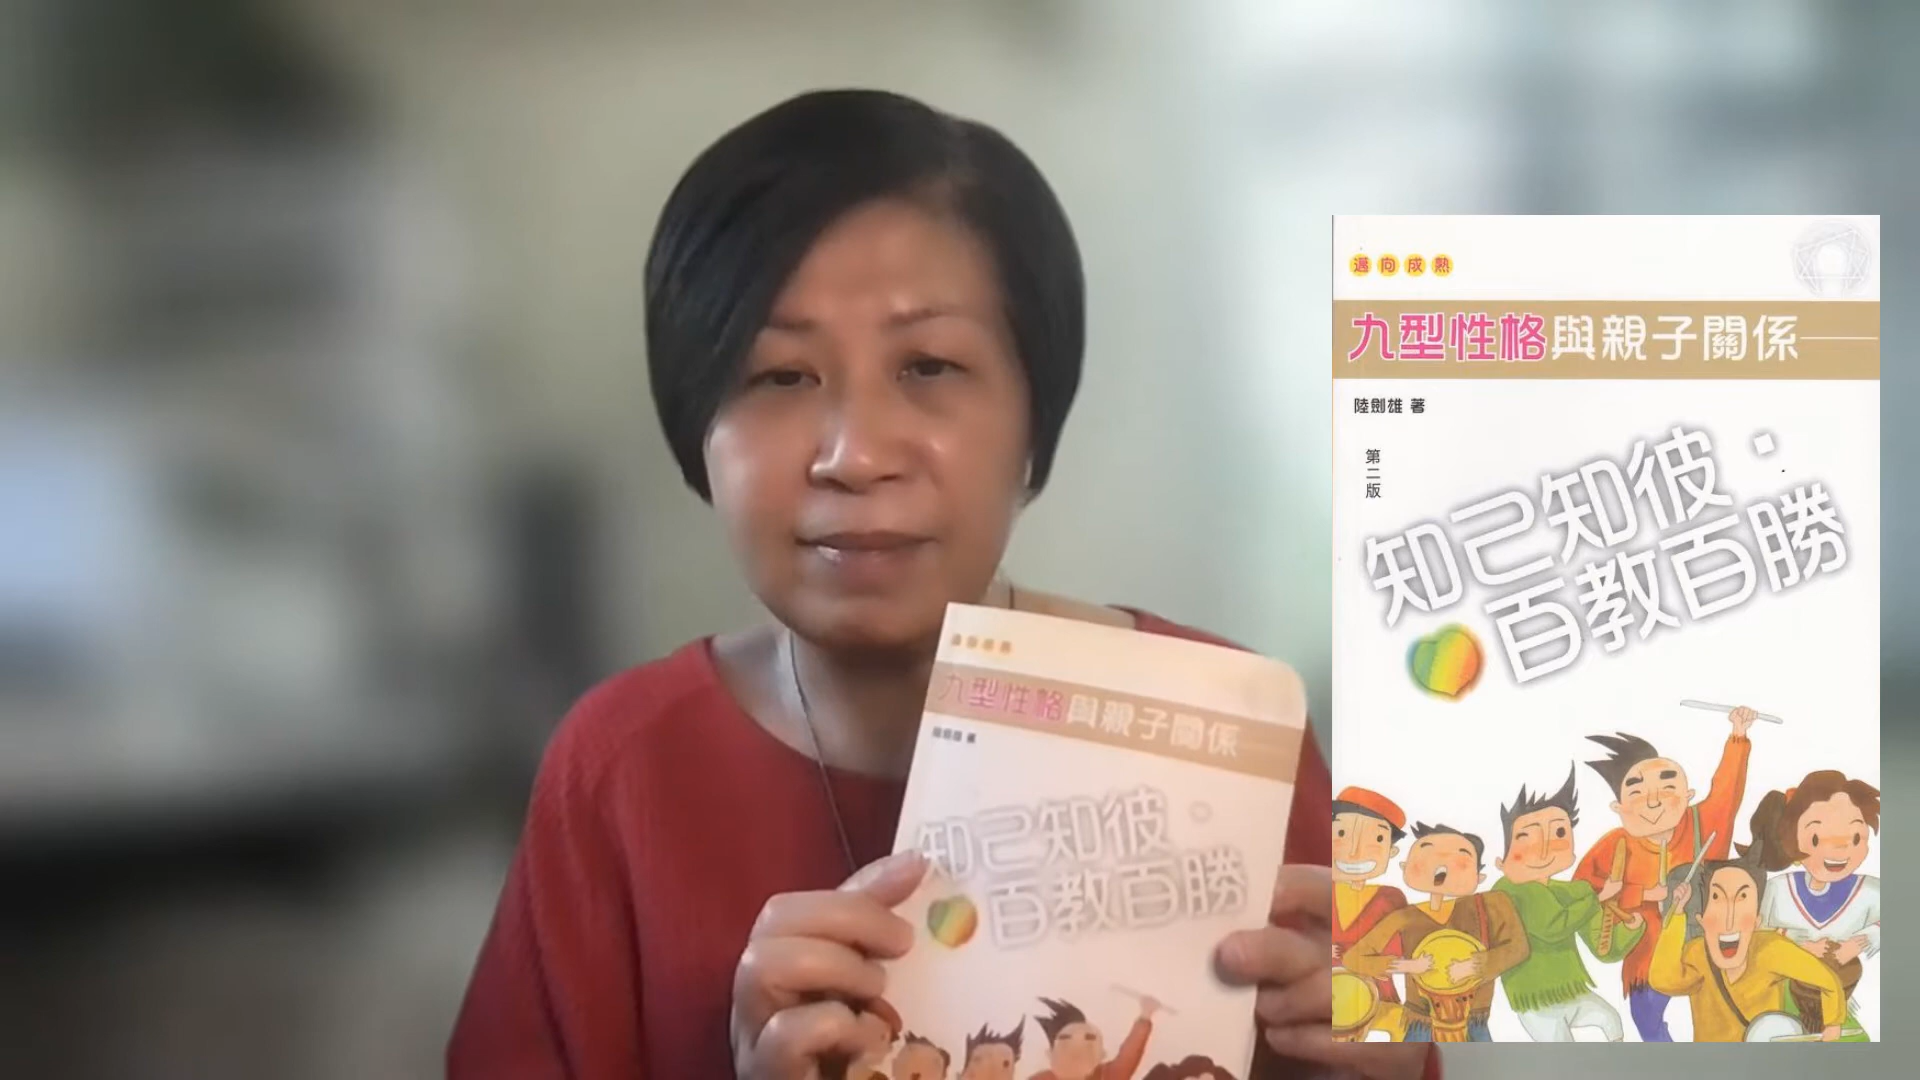 邁向成熟
九型性格與親子關係
陸劍雄 著
第二版
知己知彼·
百教百勝
九型性格與親子關係
知己知彼·
百教百勝